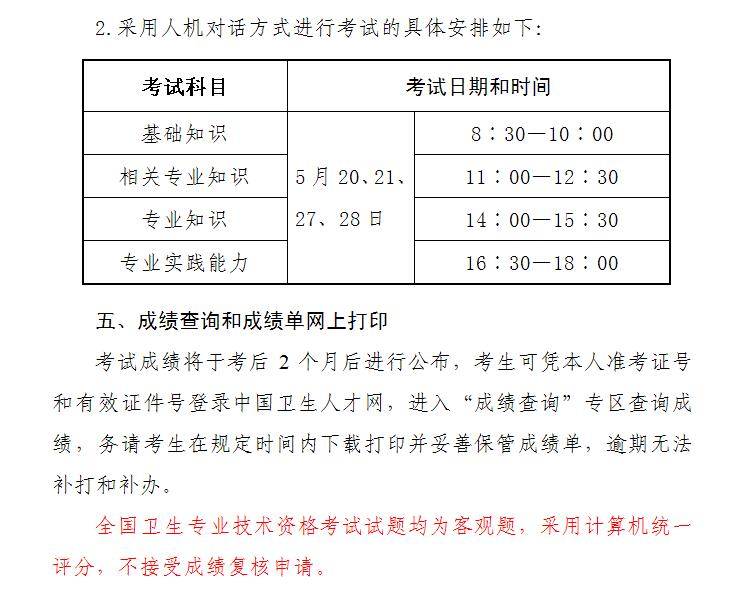 2.采用人机对话方式进行考试的具体安排如下：
考试科目 考试日期和时间
基础知识 8：30—10：00
相关专业知识 5月20、21、 11：00—12：30
专业知识 27、28日 14：00—15：30
专业实践能力 16：30—18：00
五、成绩查询和成绩单网上打印
考试成绩将于考后 2 个月后进行公布，考生可凭本人准考证号
和有效证件号登录中国卫生人才网，进入“成绩查询”专区查询成
绩，务请考生在规定时间内下载打印并妥善保管成绩单，逾期无法
补打和补办。
全国卫生专业技术资格考试试题均为客观题，采用计算机统一
评分，不接受成绩复核申请。